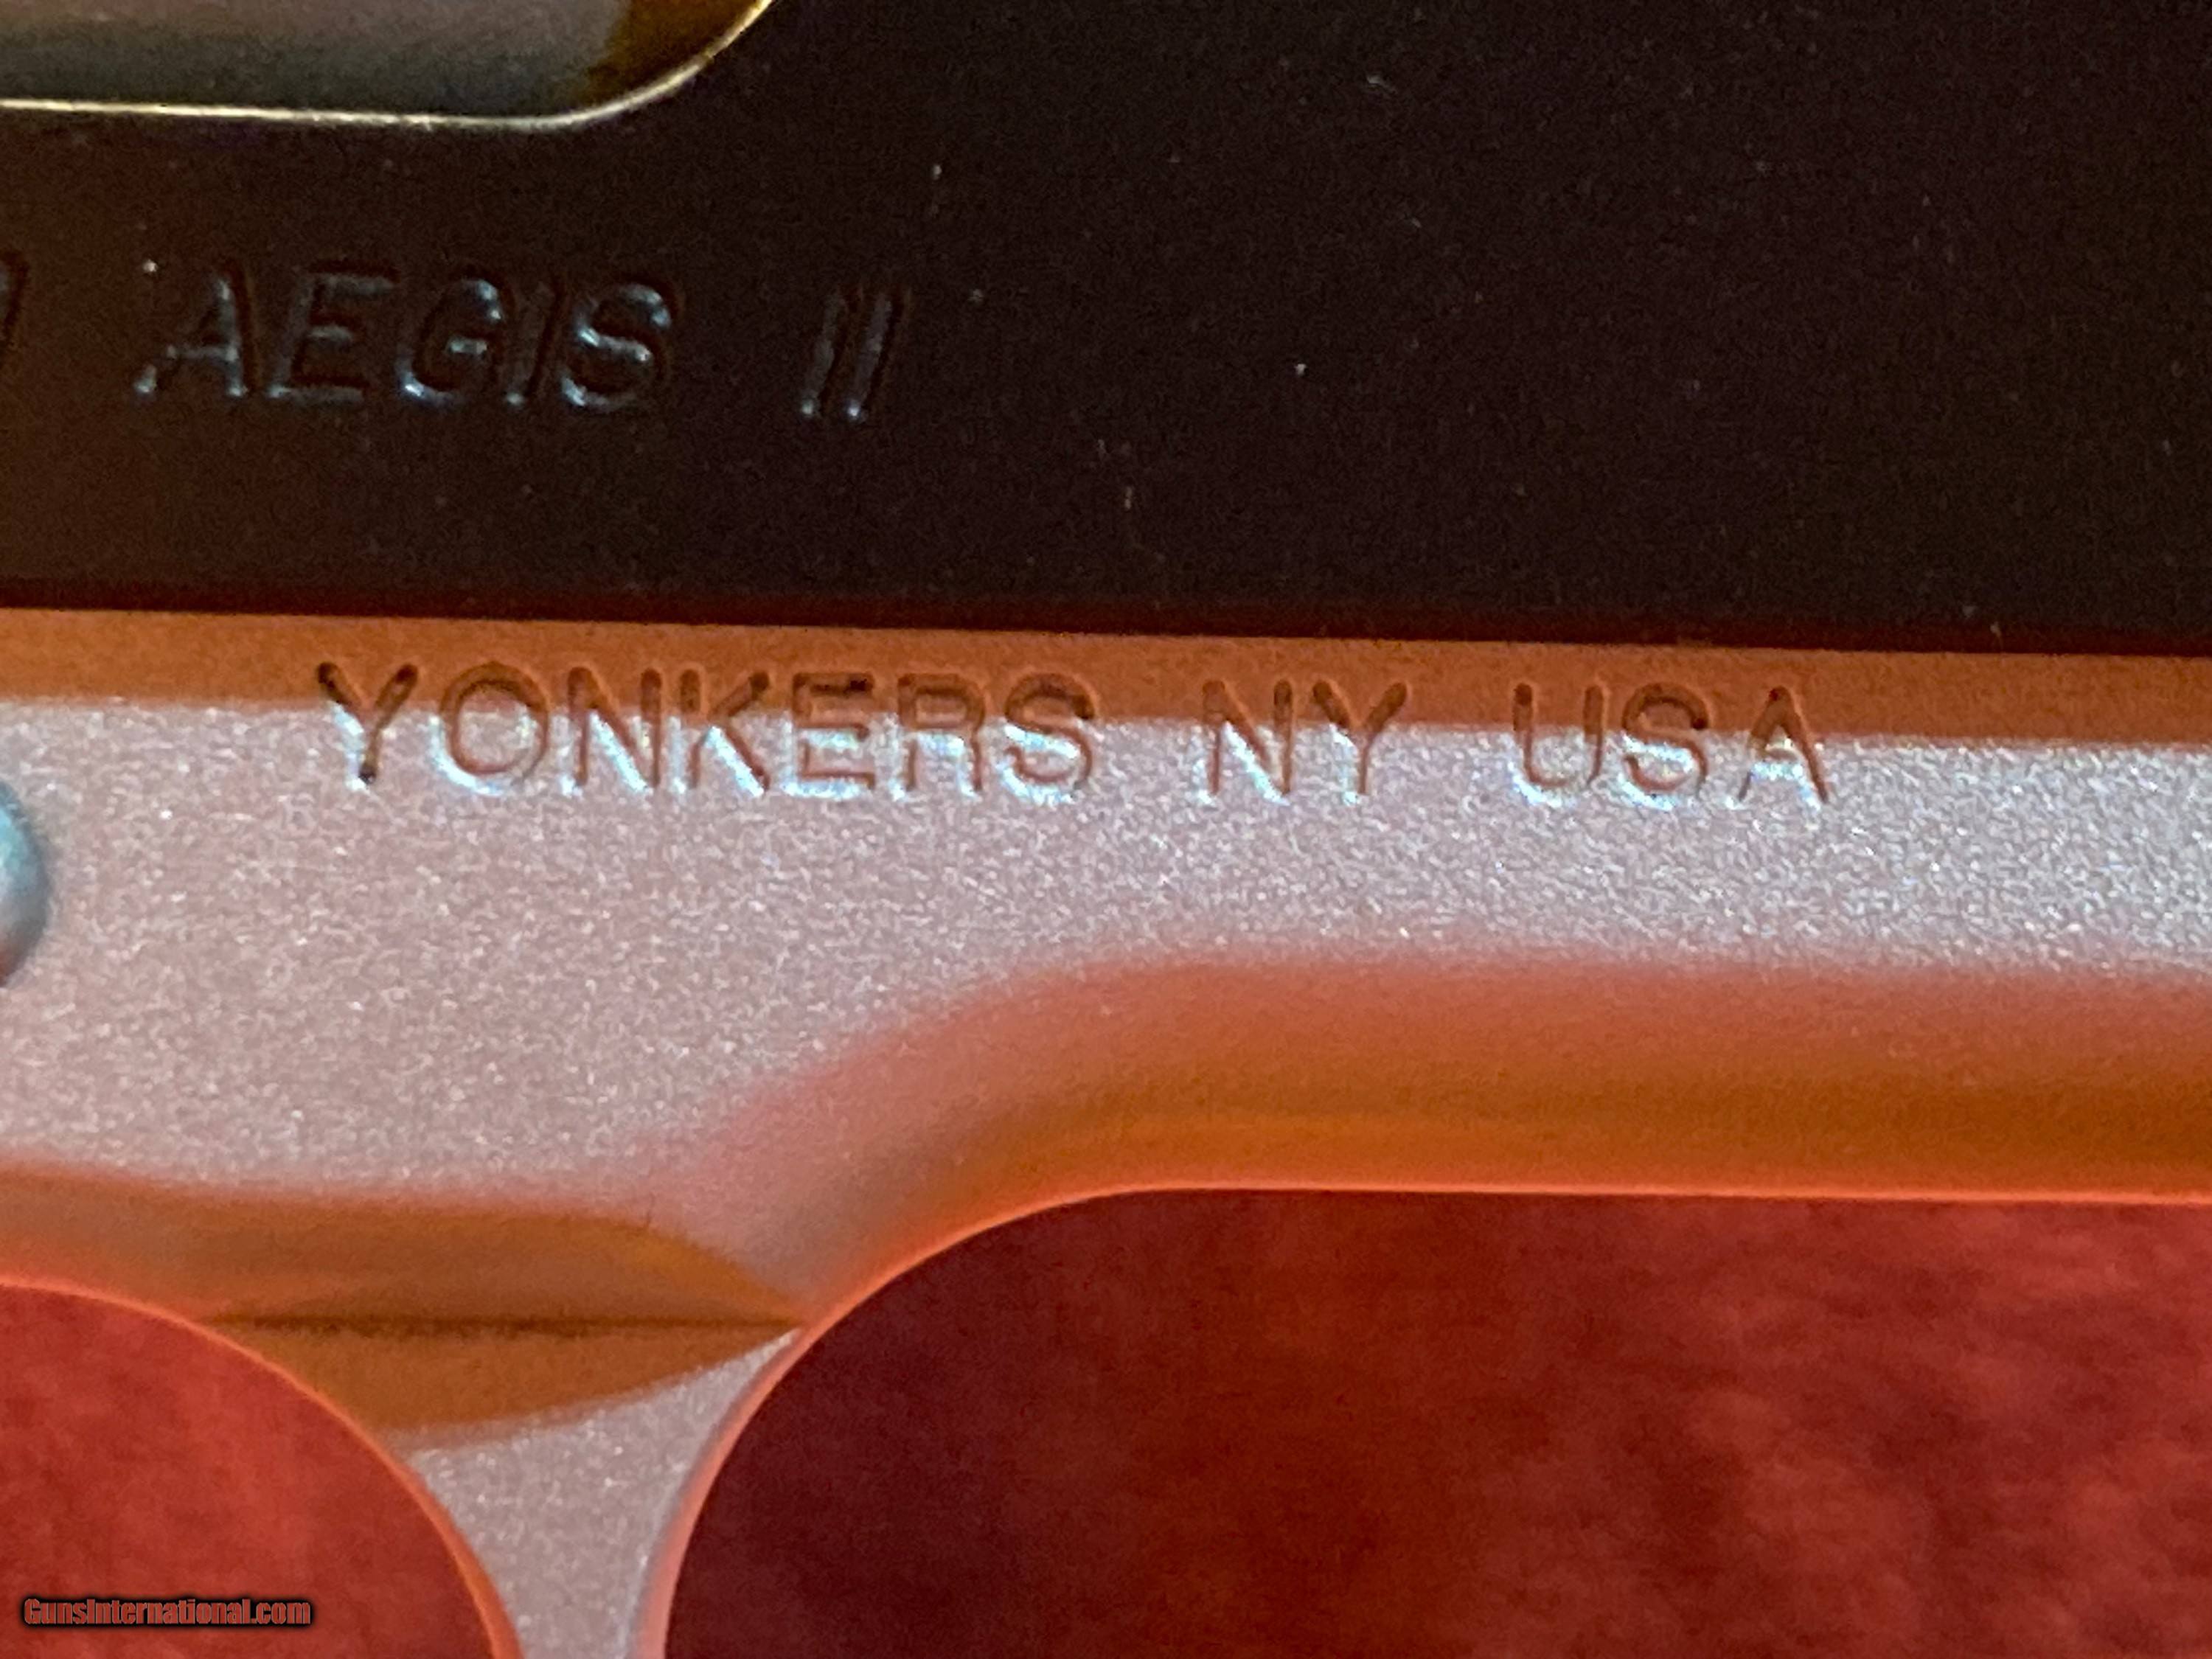 AEGIS II
YONKERS NY USA
GunsInternational.com